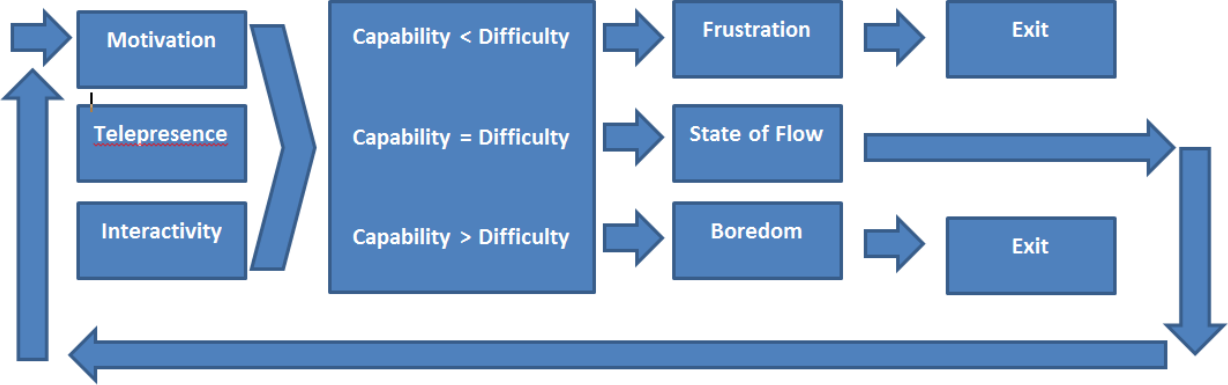 Motivation
Capability < Difficulty
Frustration
Exit
Telepresence
Capability = Difficulty
State of Flow
Interactivity
Capability > Difficulty
Boredom
Exit